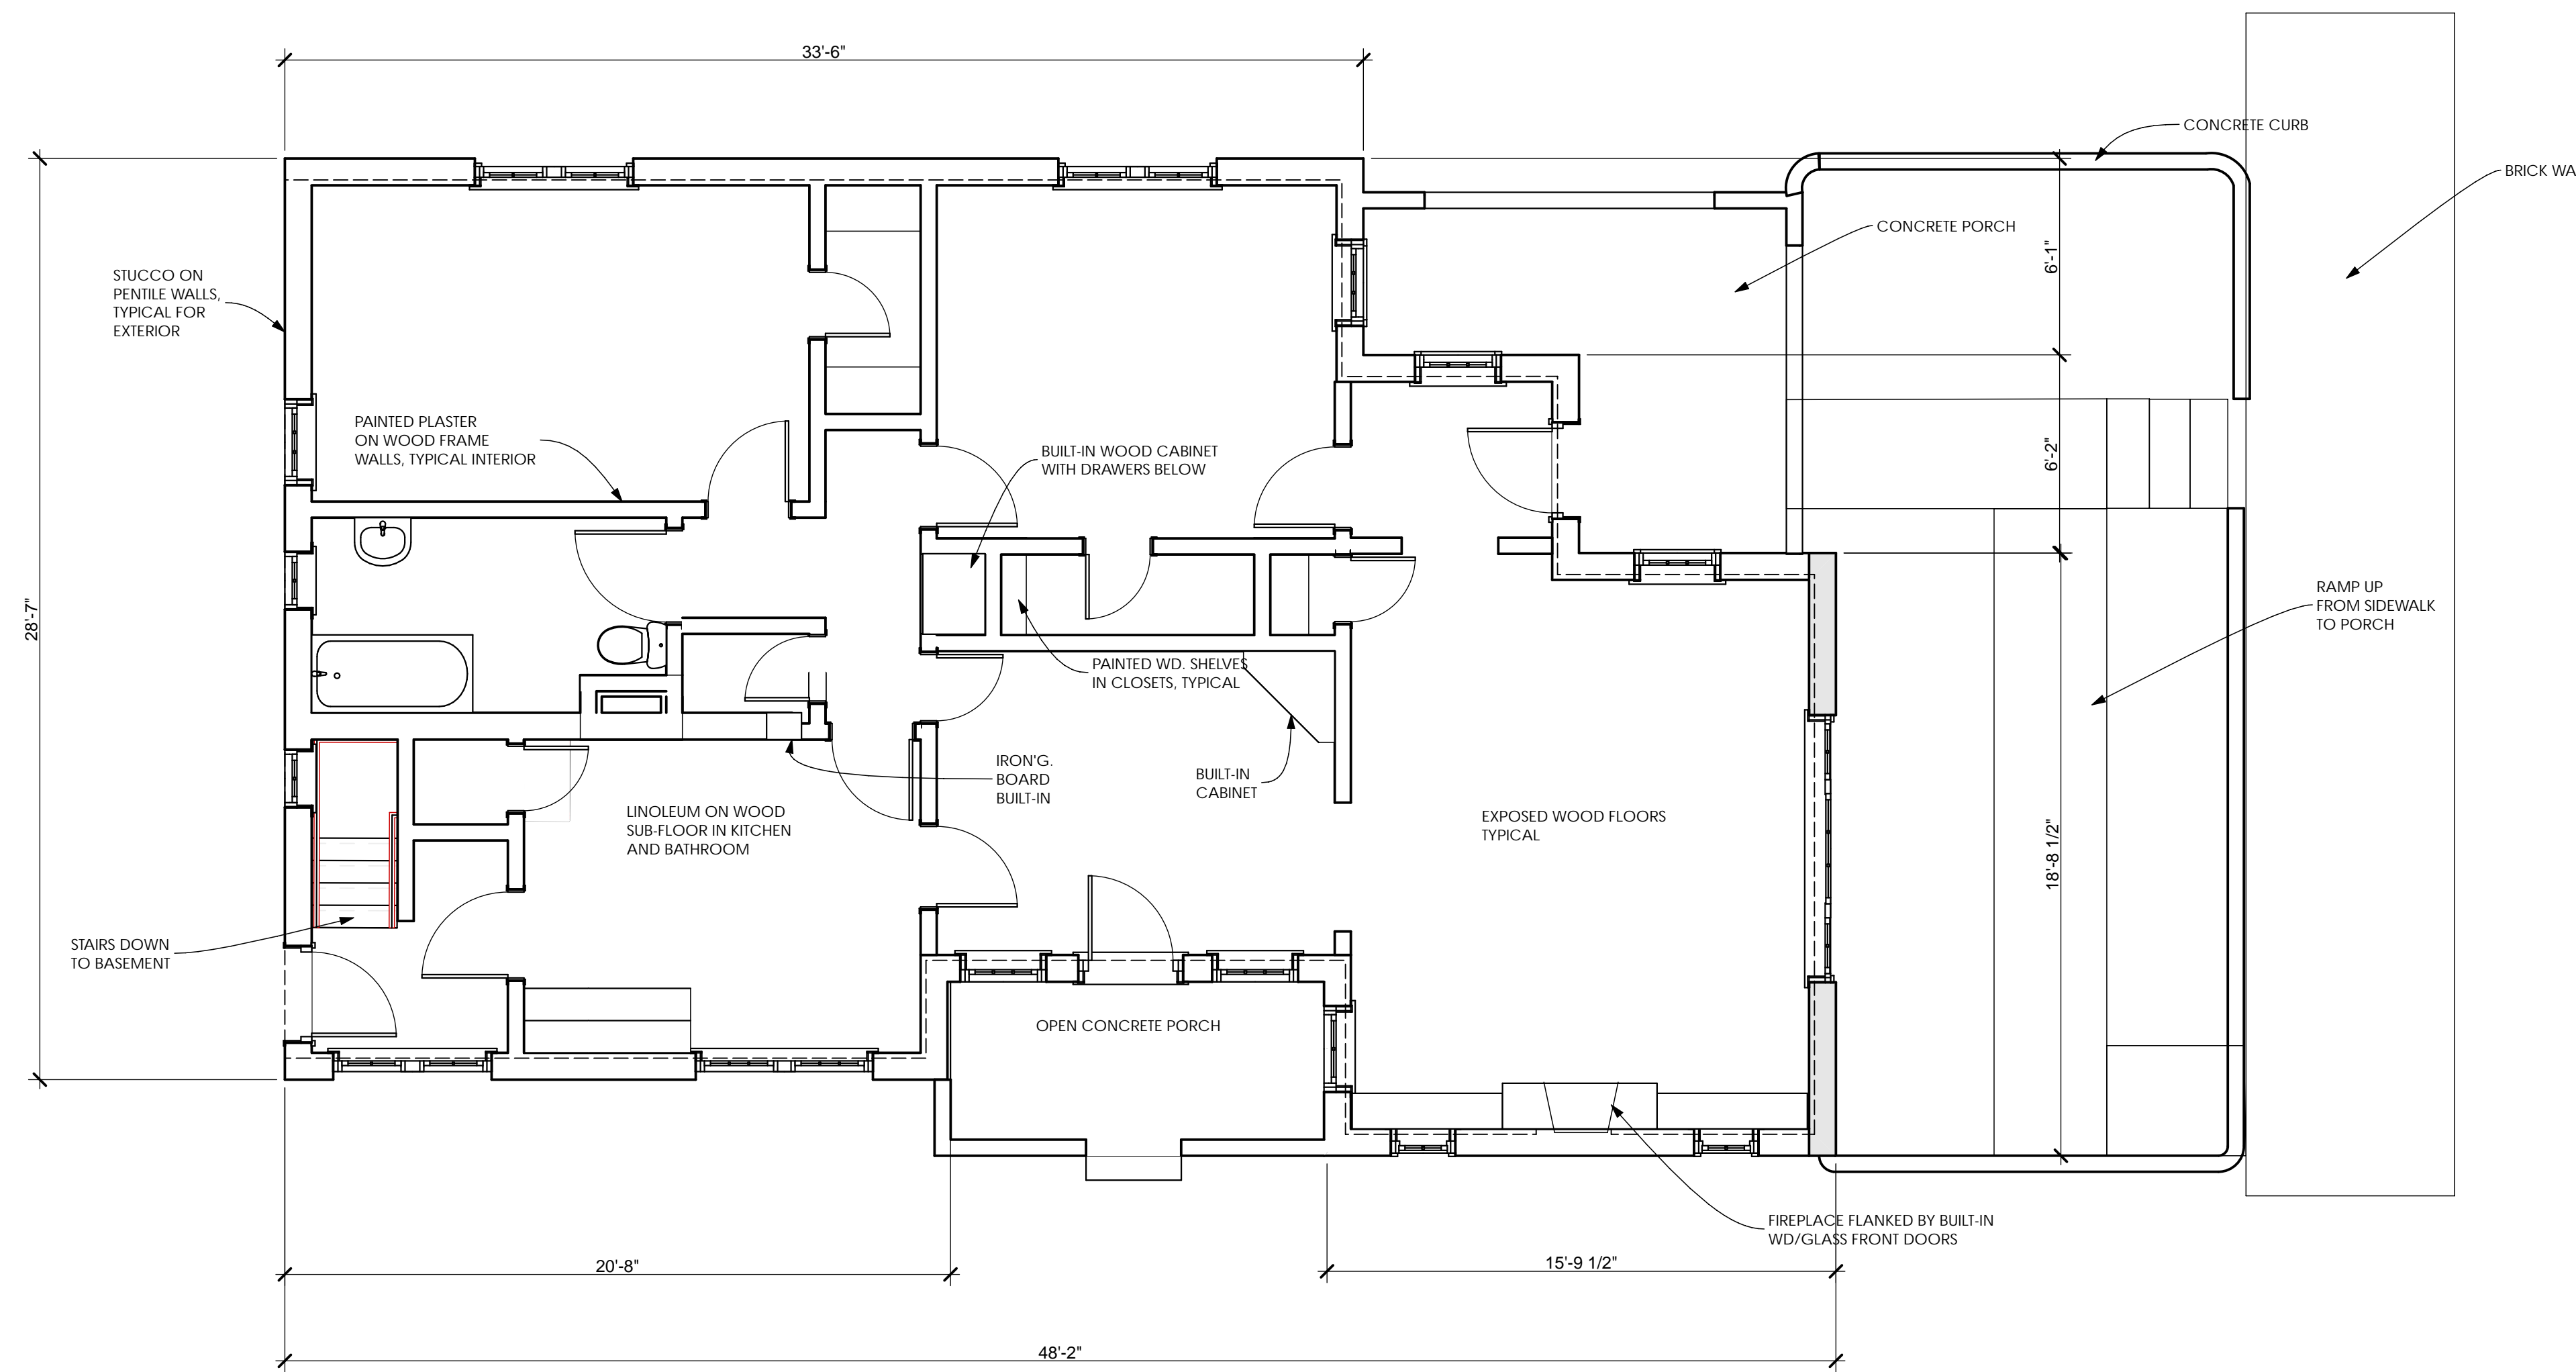 33'-6"
CONCRETE CURB
BRICK WA
CONCRETE PORCH
6'-1"
STUCCO ON
PENTILE WALLS,
TYPICAL FOR
EXTERIOR
PAINTED PLASTER
ON WOOD FRAME
WALLS, TYPICAL INTERIOR
BUILT-IN WOOD CABINET
WITH DRAWERS BELOW
6'-2"
28'-7"
RAMP UP
FROM SIDEWALK
TO PORCH
PAINTED WD. SHELVES
IN CLOSETS, TYPICAL
IRON'G.
BOARD
BUILT-IN
BUILT-IN
CABINET
LINOLEUM ON WOOD
SUB-FLOOR IN KITCHEN
AND BATHROOM
EXPOSED WOOD FLOORS
TYPICAL
18'-8 1/2"
STAIRS DOWN
TO BASEMENT
OPEN CONCRETE PORCH
FIREPLACE FLANKED BY BUILT-IN
WD/GLASS FRONT DOORS
20'-8"
15'-9 1/2"
48'-2"